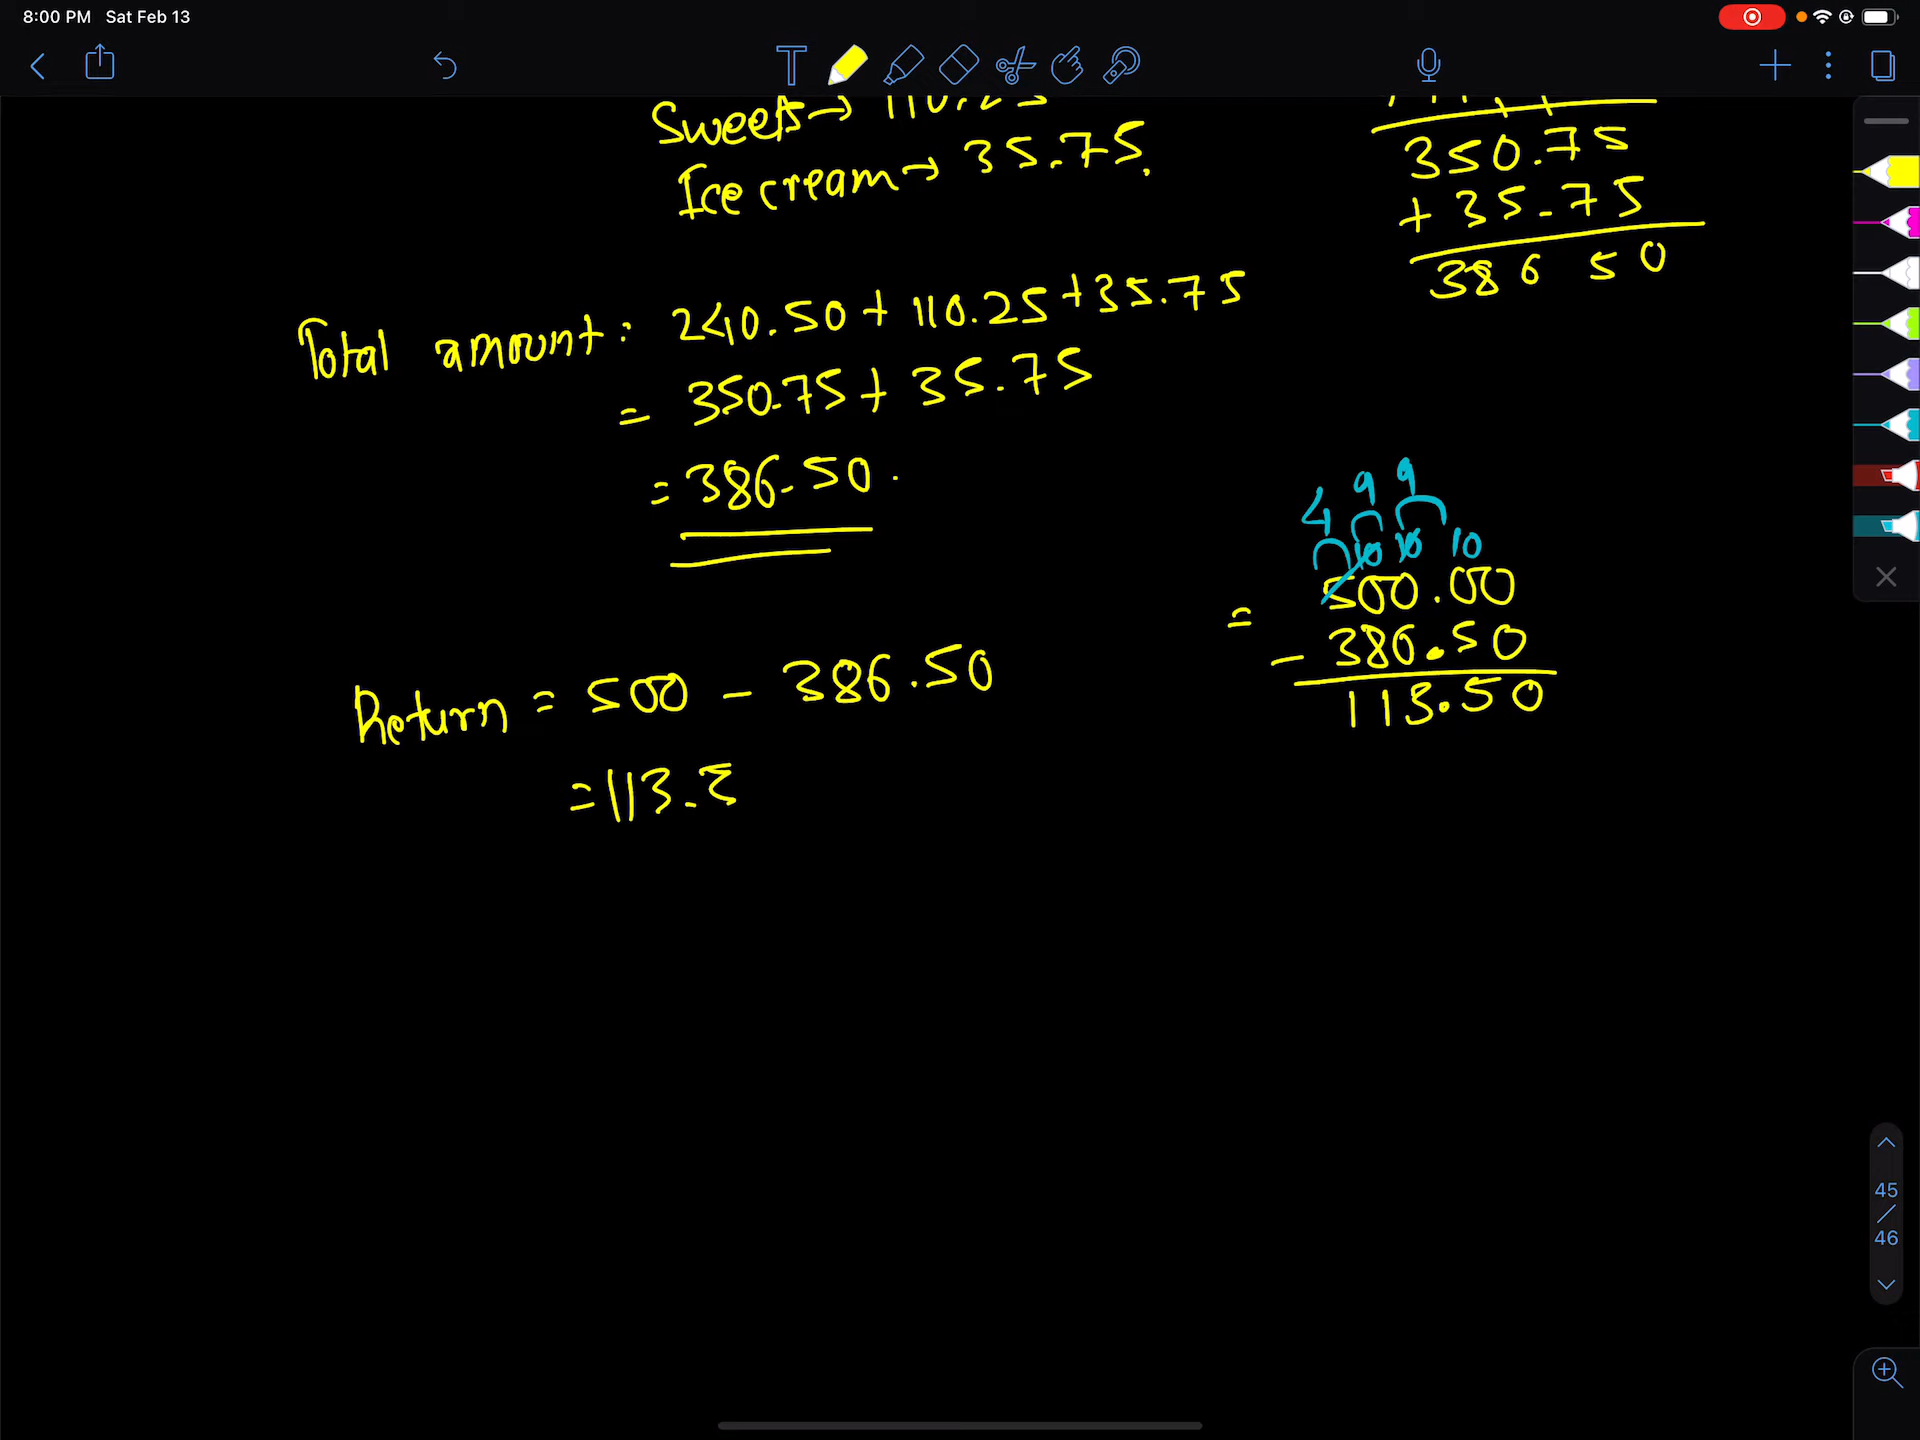 8:00 PM Sat Feb 13
Sweets → 110.25
Ice cream → 35.75.
350.75
+ 35.75
386 50
Total amount: 240.50 + 110.25 + 35.75
= 350.75 + 35.75
= 386.50.
4 9 9
10 10 10
= 500.00
- 386.50
113.50
Return = 500 - 386.50
= 113.5
45
/
46